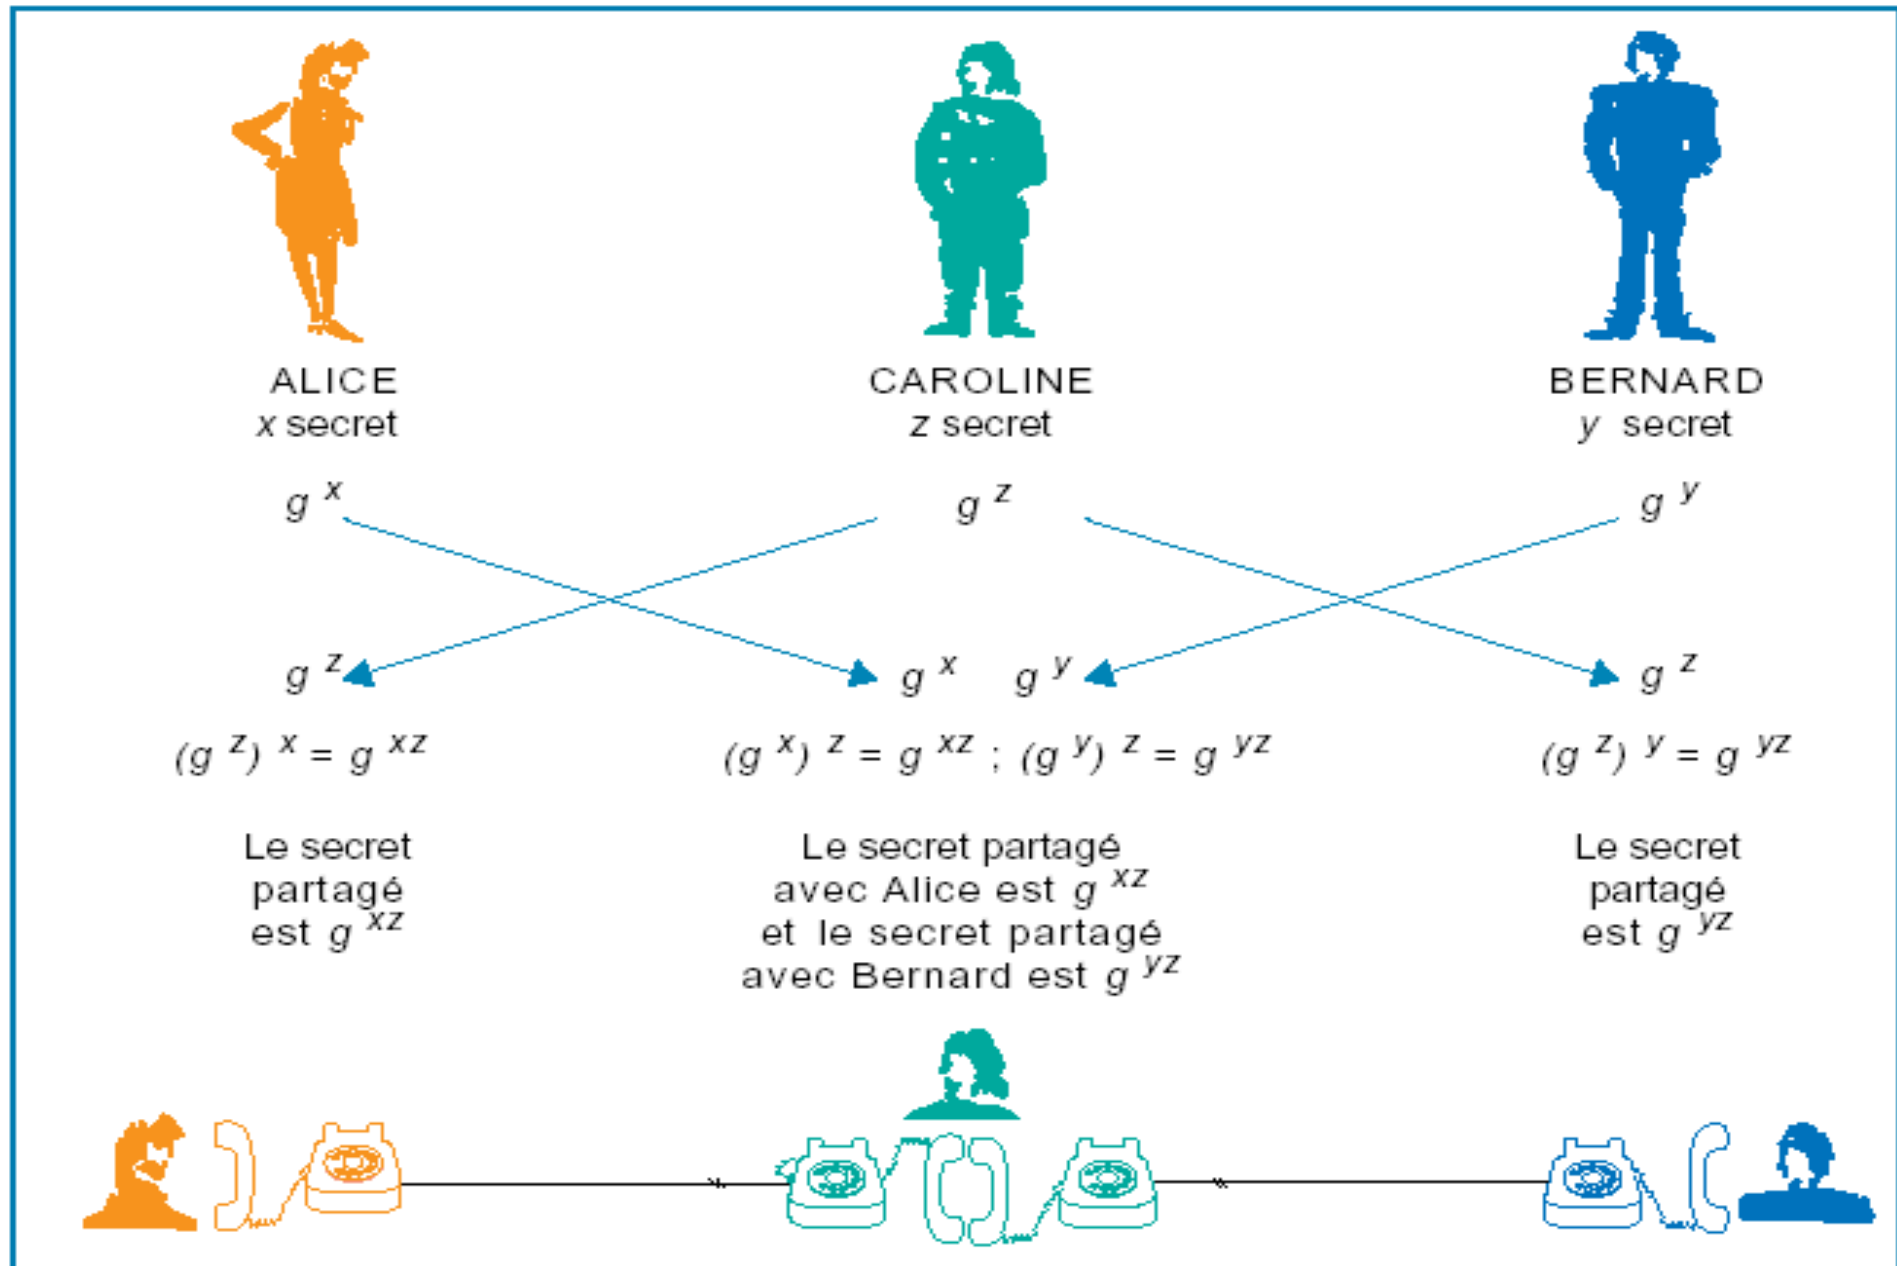 ALICE CAROLINE BERNARD
x secret z secret y secret
g^x g^z g^y
g^z g^x g^y g^z
(g^z)^x = g^xz (g^x)^z = g^xz ; (g^y)^z = g^yz (g^z)^y = g^yz
Le secret
partagé
est g^xz
Le secret partagé
avec Alice est g^xz
et le secret partagé
avec Bernard est g^yz
Le secret
partagé
est g^yz